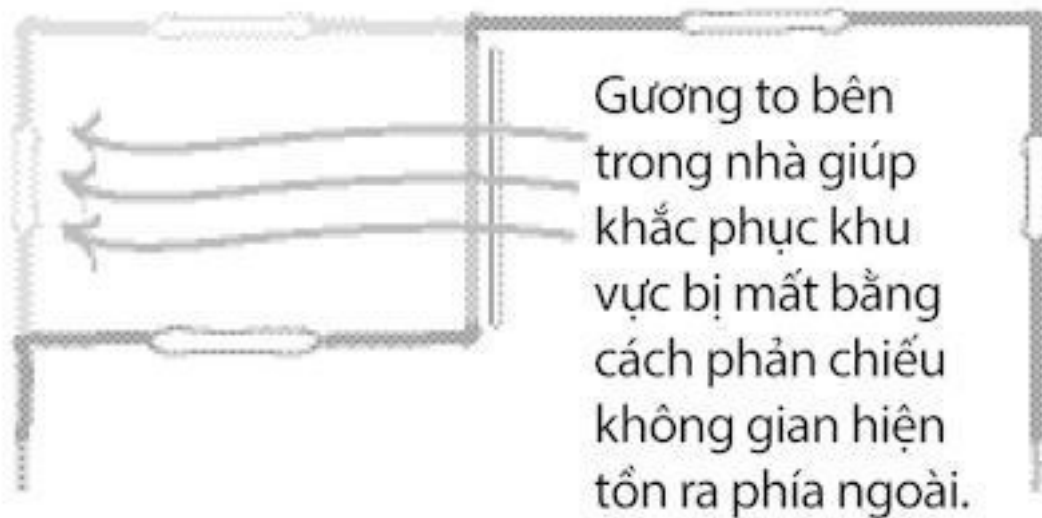 Gương to bên
trong nhà giúp
khắc phục khu
vực bị mất bằng
cách phản chiếu
không gian hiện
tồn ra phía ngoài.